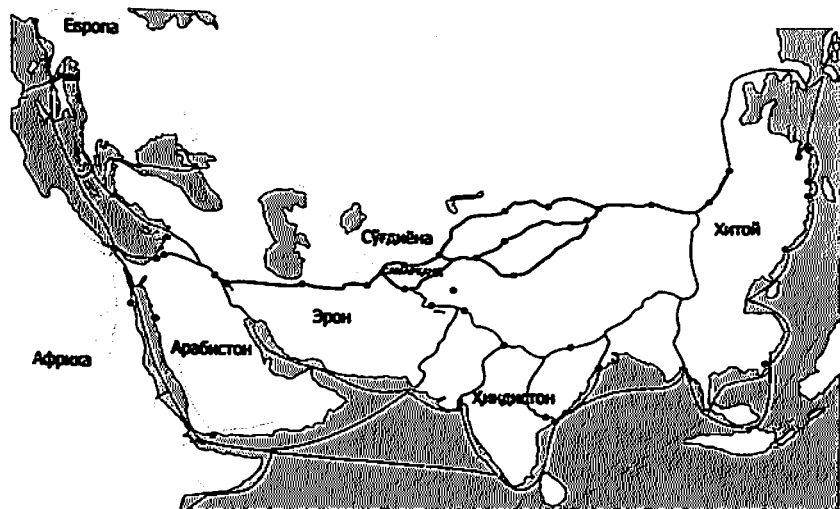 Европа
Сўғдиёна
Хитой
Эрон
Арабистон
Африка
Ҳиндистон